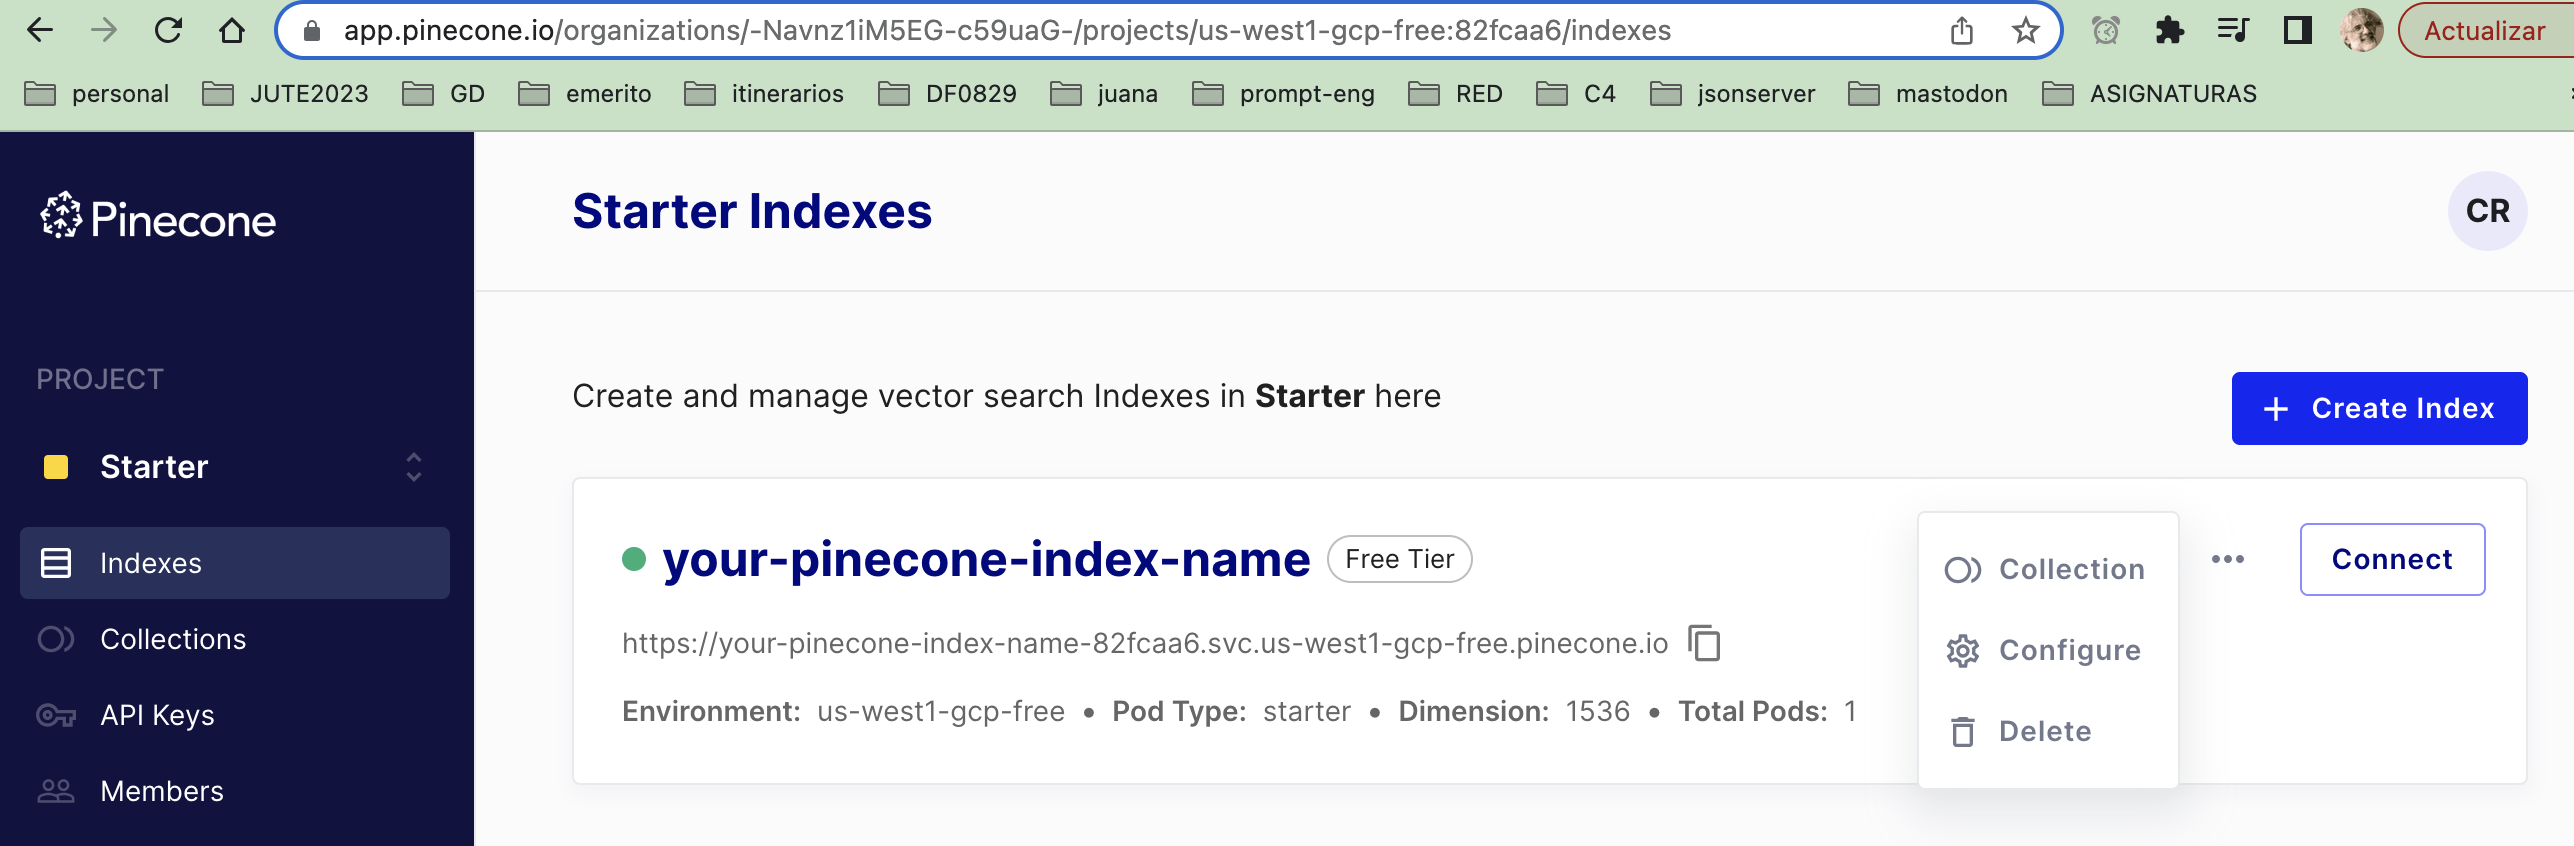 app.pinecone.io/organizations/-Navnz1iM5EG-c59uaG-/projects/us-west1-gcp-free:82fcaa6/indexes
Actualizar
personal JUTE2023 GD emerito itinerarios DF0829 juana prompt-eng RED C4 jsonserver mastodon ASIGNATURAS
Pinecone
Starter Indexes
CR
PROJECT
Starter
Indexes
Collections
API Keys
Members
Create and manage vector search Indexes in Starter here
+ Create Index
your-pinecone-index-name Free Tier
https://your-pinecone-index-name-82fcaa6.svc.us-west1-gcp-free.pinecone.io
Environment: us-west1-gcp-free • Pod Type: starter • Dimension: 1536 • Total Pods: 1
Collection
Configure
Delete
Connect